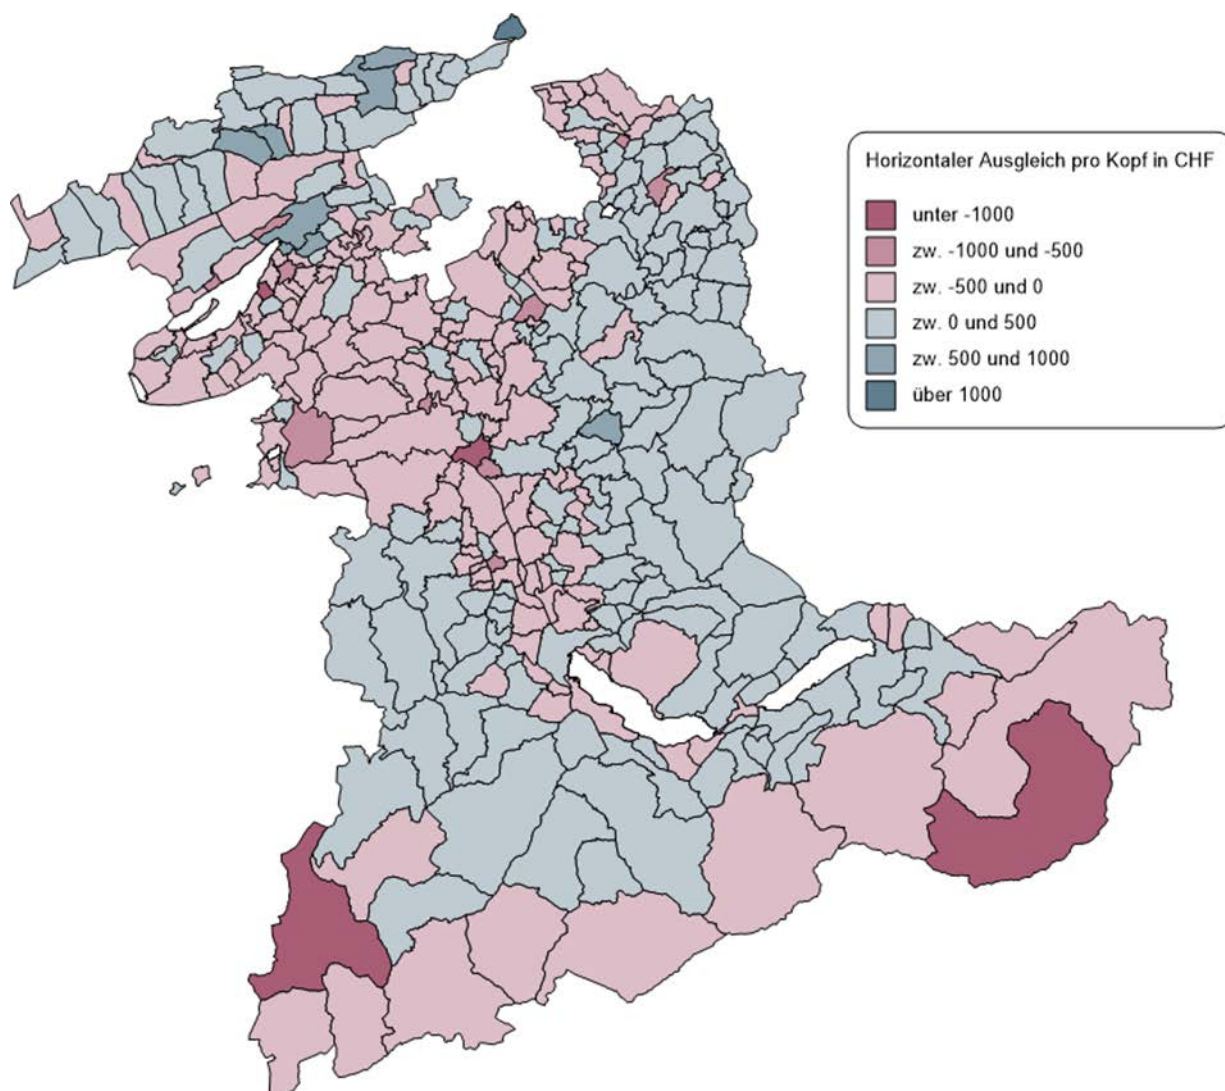 Horizontaler Ausgleich pro Kopf in CHF
unter -1000
zw. -1000 und -500
zw. -500 und 0
zw. 0 und 500
zw. 500 und 1000
über 1000